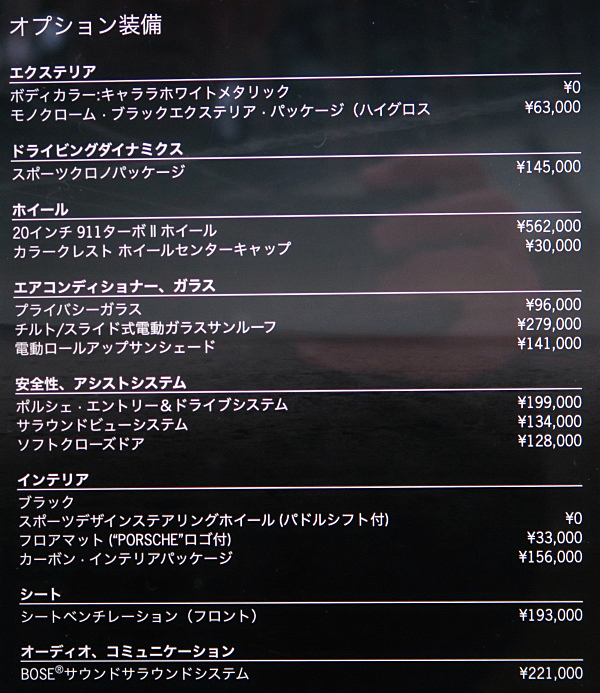 オプション装備
エクステリア
ボディカラー:キャララホワイトメタリック ¥0
モノクローム・ブラックエクステリア・パッケージ（ハイグロス ¥63,000
ドライビングダイナミクス
スポーツクロノパッケージ ¥145,000
ホイール
20インチ 911ターボⅡ ホイール ¥562,000
カラークレスト ホイールセンターキャップ ¥30,000
エアコンディショナー、ガラス
プライバシーガラス ¥96,000
チルト/スライド式電動ガラスサンルーフ ¥279,000
電動ロールアップサンシェード ¥141,000
安全性、アシストシステム
ポルシェ・エントリー＆ドライブシステム ¥199,000
サラウンドビューシステム ¥134,000
ソフトクローズドア ¥128,000
インテリア
ブラック
スポーツデザインステアリングホイール (パドルシフト付) ¥0
フロアマット (“PORSCHE”ロゴ付) ¥33,000
カーボン・インテリアパッケージ ¥156,000
シート
シートベンチレーション（フロント） ¥193,000
オーディオ、コミュニケーション
BOSE®サウンドサラウンドシステム ¥221,000